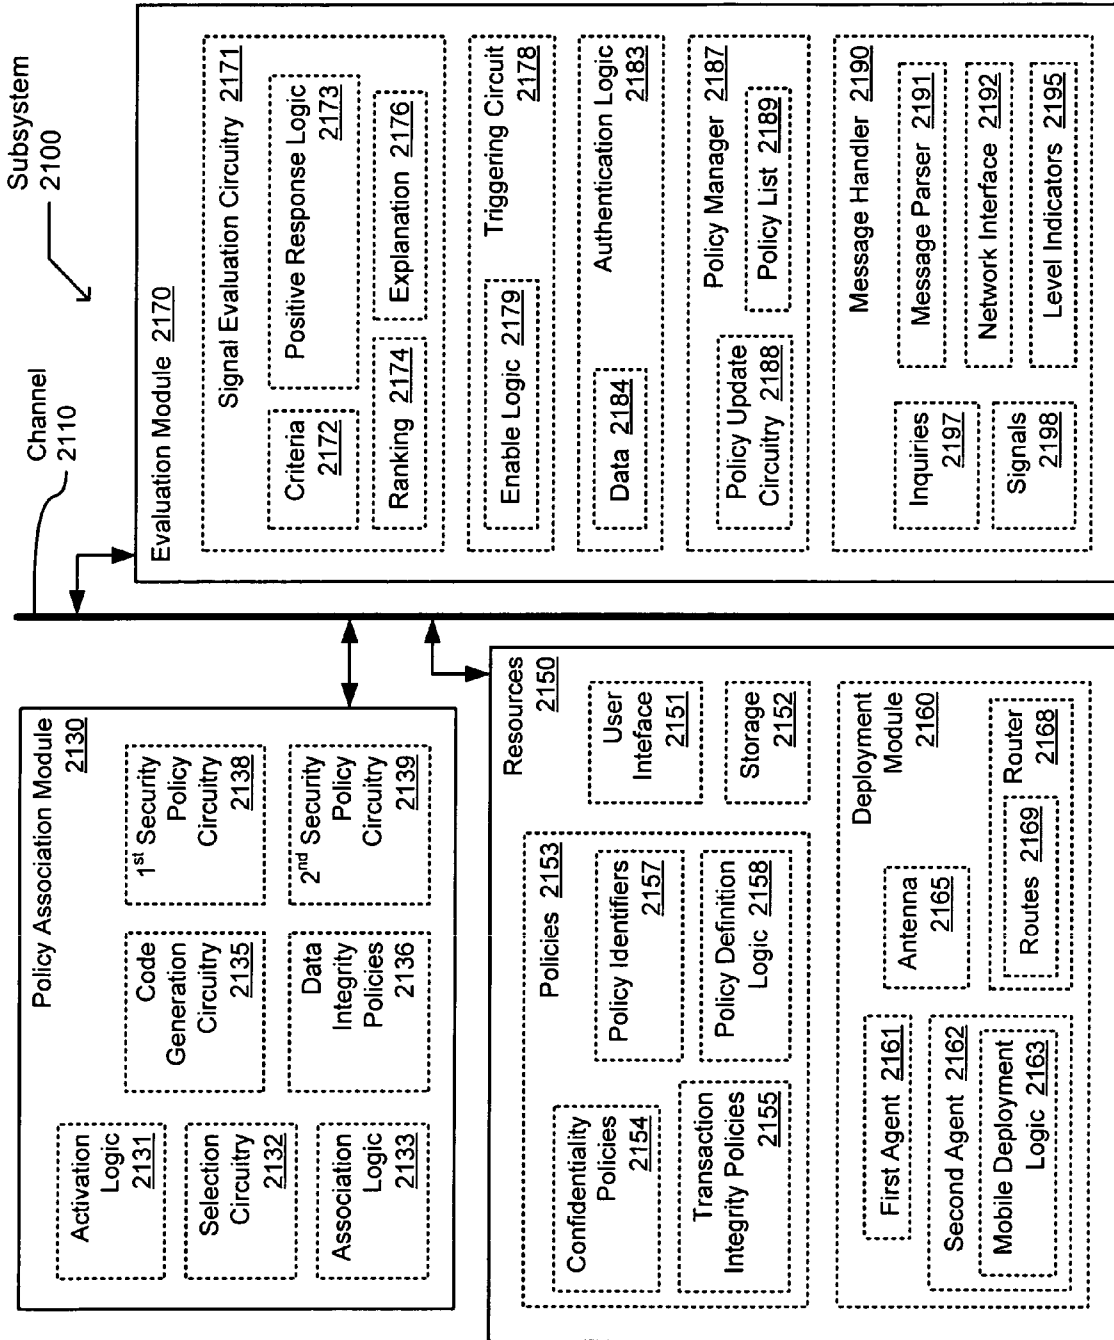 Subsystem
2100
Channel
2110
Policy Association Module
2130
Activation
Logic
2131
Selection
Circuitry
2132
Association
Logic
2133
Code
Generation
Circuitry
2135
Data
Integrity
Policies
2136
1st Security
Policy
Circuitry
2138
2nd Security
Policy
Circuitry
2139
Resources
2150
Policies 2153
Confidentiality
Policies
2154
Transaction
Integrity Policies
2155
Policy Identifiers
2157
Policy Definition
Logic 2158
User
Inteface
2151
Storage
2152
Deployment
Module
2160
First Agent 2161
Second Agent 2162
Mobile Deployment
Logic 2163
Antenna
2165
Router
2168
Routes 2169
Evaluation Module 2170
Signal Evaluation Circuitry 2171
Criteria
2172
Positive Response Logic
2173
Ranking 2174
Explanation 2176
Triggering Circuit
2178
Enable Logic 2179
Authentication Logic
2183
Data 2184
Policy Manager
2187
Policy Update
Circuitry 2188
Policy List 2189
Message Handler 2190
Message Parser 2191
Network Interface 2192
Level Indicators 2195
Inquiries
2197
Signals
2198